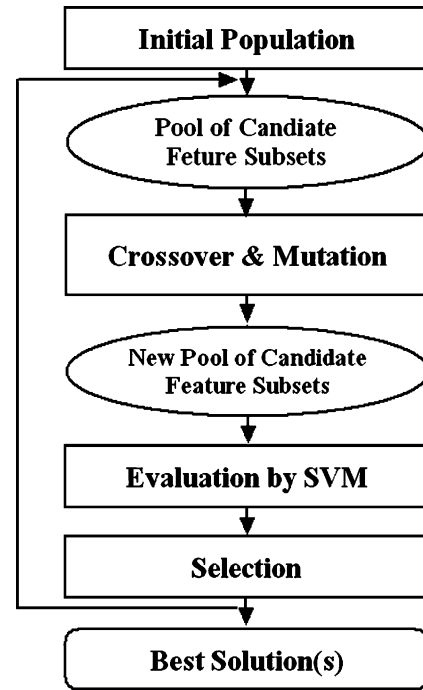 Initial Population
Pool of Candiate
Feture Subsets
Crossover & Mutation
New Pool of Candidate
Feature Subsets
Evaluation by SVM
Selection
Best Solution(s)